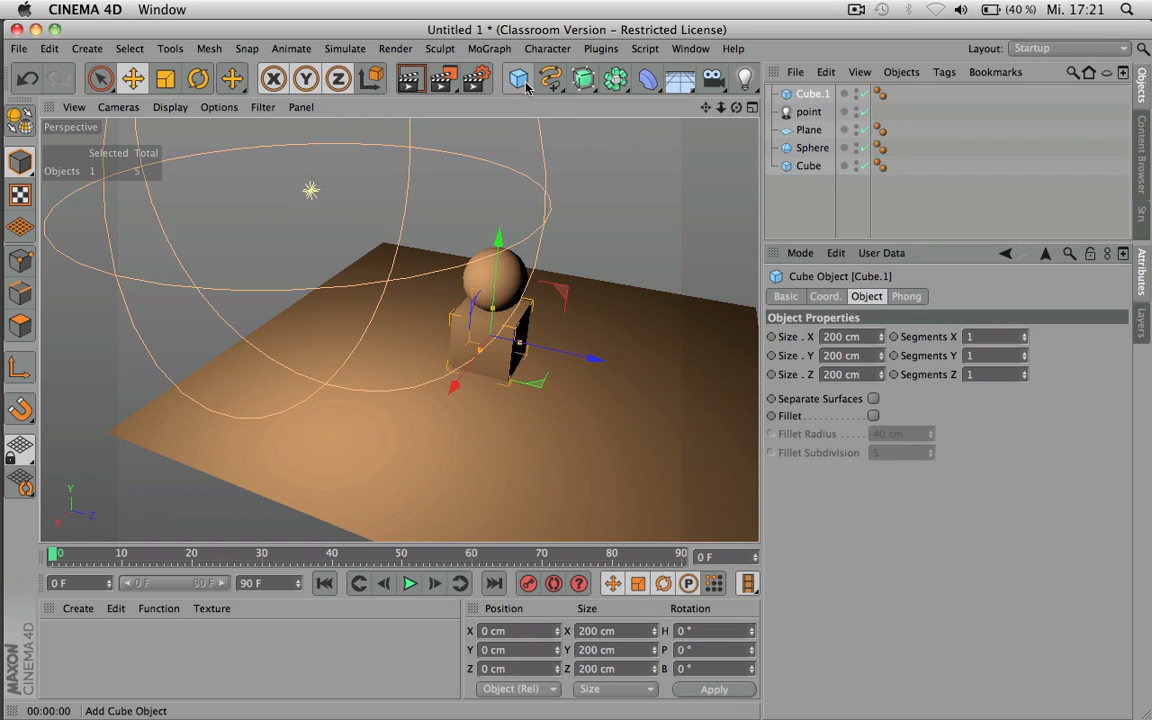 CINEMA 4D Window (40 %) Mi. 17:21
Untitled 1 * (Classroom Version - Restricted License)
File Edit Create Select Tools Mesh Snap Animate Simulate Render Sculpt MoGraph Character Plugins Script Window Help Layout: Startup
X Y Z
File Edit View Objects Tags Bookmarks
View Cameras Display Options Filter Panel
Perspective
Selected Total
Objects 1 5
Cube.1
point
Plane
Sphere
Cube
Objects
Content Browser
Attributes
Layers
Mode Edit User Data
Cube Object [Cube.1]
Basic Coord. Object Phong
Object Properties
Size . X 200 cm Segments X 1
Size . Y 200 cm Segments Y 1
Size . Z 200 cm Segments Z 1
Separate Surfaces
Fillet
Fillet Radius 40 cm
Fillet Subdivision 5
Y
X Z
0 10 20 30 40 50 60 70 80 90 0 F
0 F 0 F 90 F 90 F P
Create Edit Function Texture
Position Size Rotation
X 0 cm X 200 cm H 0 °
Y 0 cm Y 200 cm P 0 °
Z 0 cm Z 200 cm B 0 °
Object (Rel) Size Apply
MAXON CINEMA 4D
00:00:00 Add Cube Object